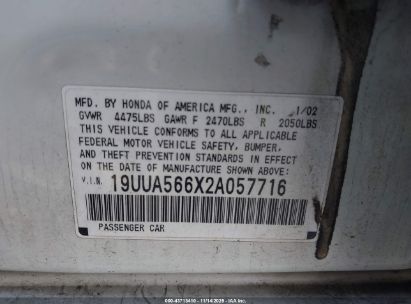 MFD. BY HONDA OF AMERICA MFG., INC. 1/02
GVWR 4475LBS GAWR F 2470LBS R 2050LBS
THIS VEHICLE CONFORMS TO ALL APPLICABLE
FEDERAL MOTOR VEHICLE SAFETY, BUMPER,
AND THEFT PREVENTION STANDARDS IN EFFECT
ON THE DATE OF MANUFACTURE SHOWN ABOVE.
V.I.N. 19UUA566X2A057716
PASSENGER CAR